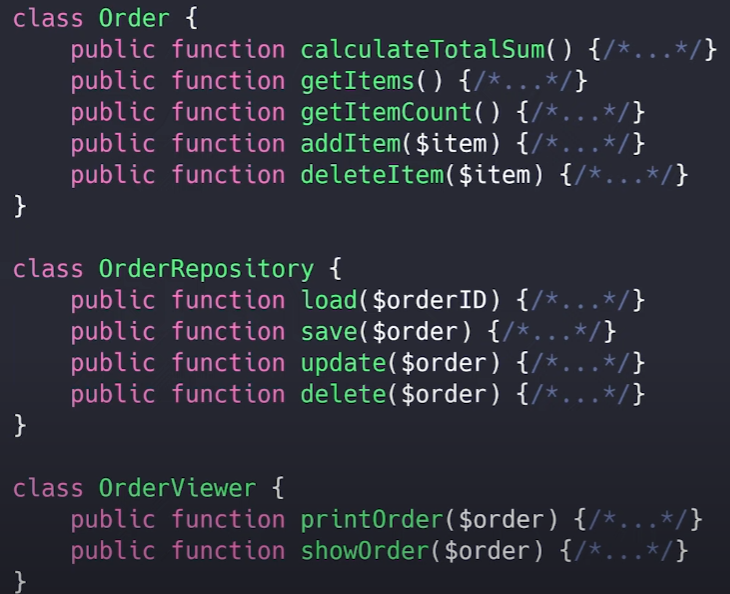 class Order {
    public function calculateTotalSum() {/*...*/}
    public function getItems() {/*...*/}
    public function getItemCount() {/*...*/}
    public function addItem($item) {/*...*/}
    public function deleteItem($item) {/*...*/}
}

class OrderRepository {
    public function load($orderID) {/*...*/}
    public function save($order) {/*...*/}
    public function update($order) {/*...*/}
    public function delete($order) {/*...*/}
}

class OrderViewer {
    public function printOrder($order) {/*...*/}
    public function showOrder($order) {/*...*/}
}